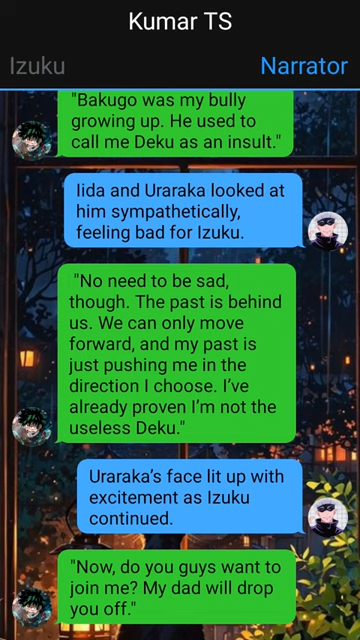 Kumar TS
Izuku
Narrator
"Bakugo was my bully
growing up. He used to
call me Deku as an insult."
Iida and Uraraka looked at
him sympathetically,
feeling bad for Izuku.
"No need to be sad,
though. The past is behind
us. We can only move
forward, and my past is
just pushing me in the
direction I choose. I've
already proven I'm not the
useless Deku."
Uraraka's face lit up with
excitement as Izuku
continued.
"Now, do you guys want to
join me? My dad will drop
you off."